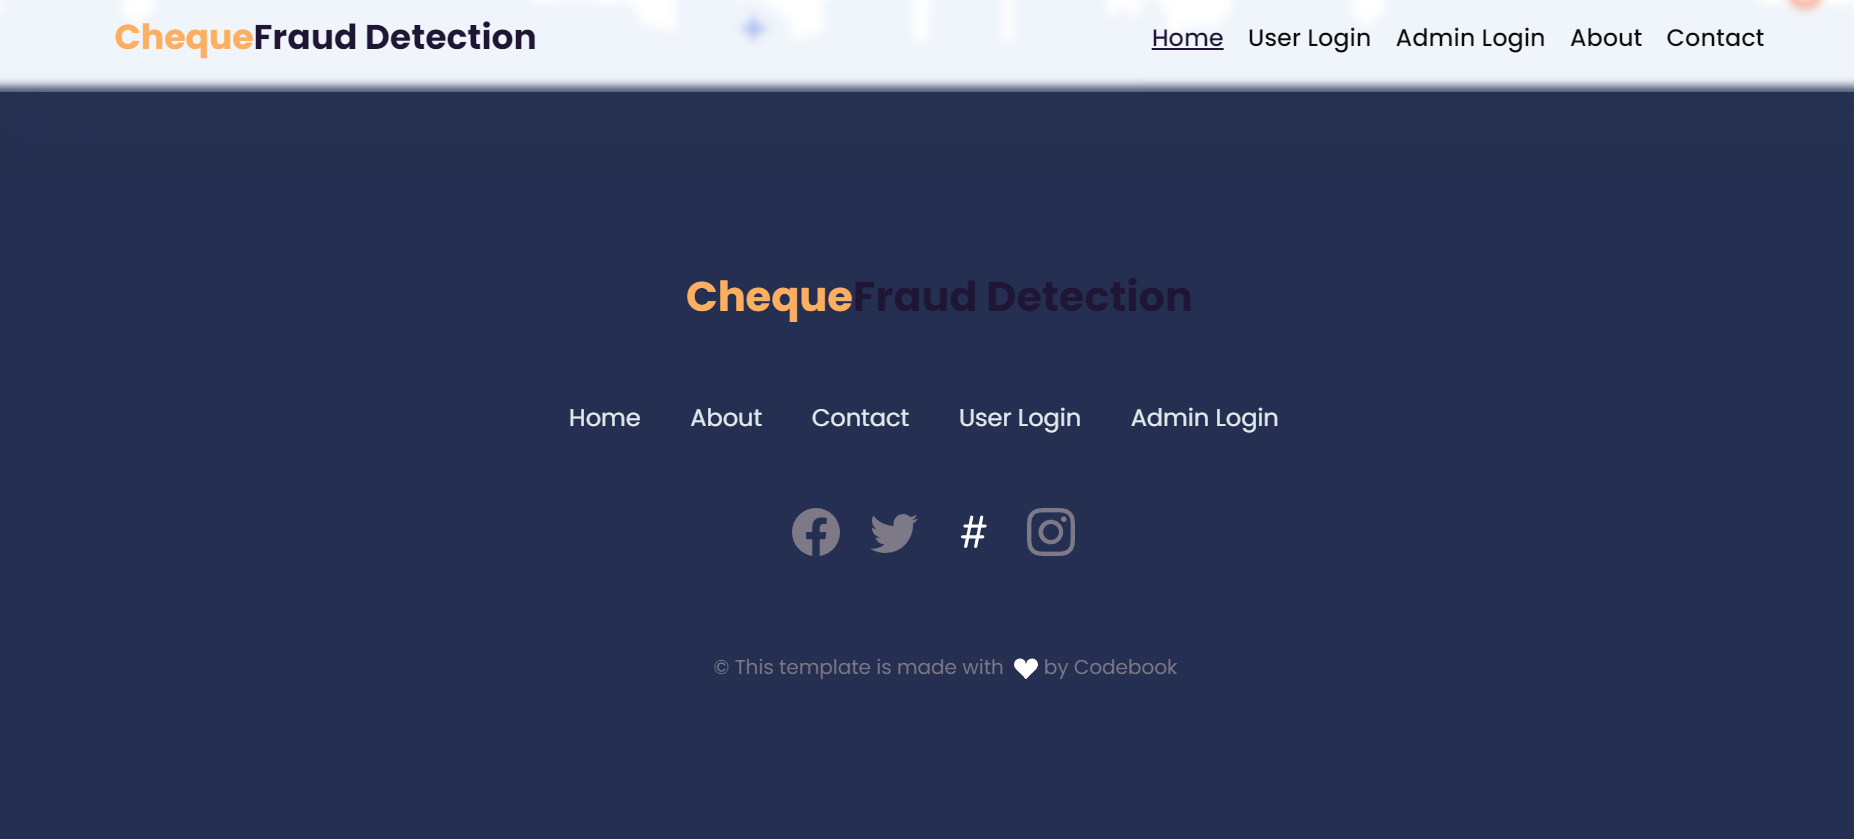 ChequeFraud Detection Home User Login Admin Login About Contact
ChequeFraud Detection
Home About Contact User Login Admin Login
#
© This template is made with by Codebook